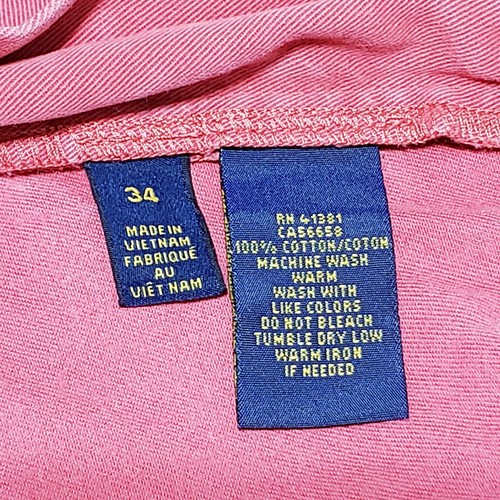 34
MADE IN
VIETNAM
FABRIQUÉ
AU
VIÊT NAM
RN 41381
CA56658
100% COTTON/COTON
MACHINE WASH
WARM
WASH WITH
LIKE COLORS
DO NOT BLEACH
TUMBLE DRY LOW
WARM IRON
IF NEEDED